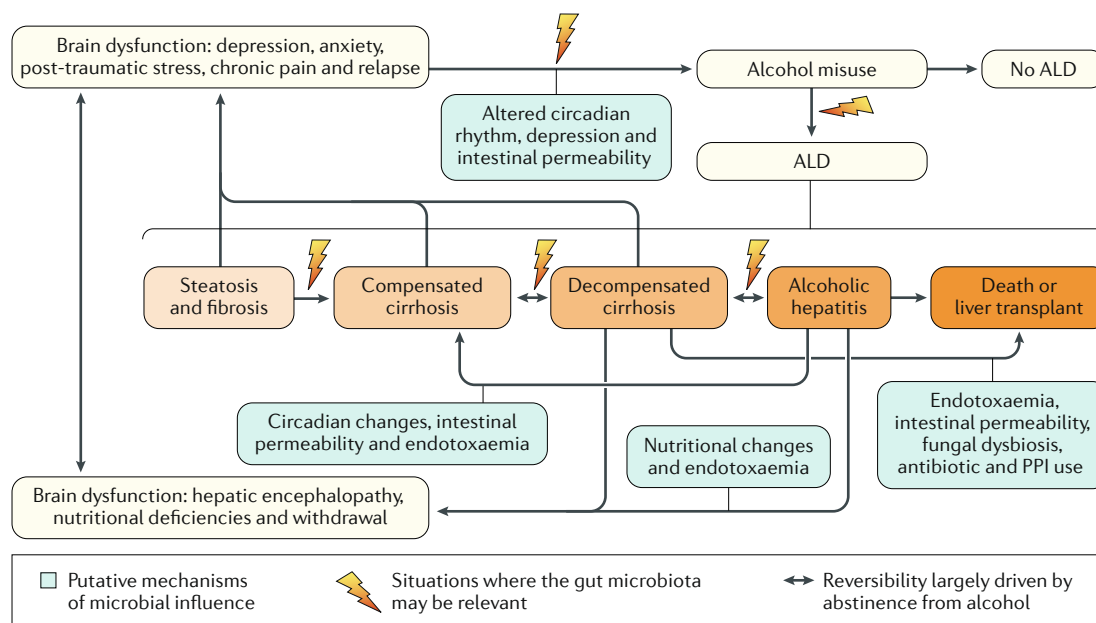 Brain dysfunction: depression, anxiety,
post-traumatic stress, chronic pain and relapse
Alcohol misuse
No ALD
Altered circadian
rhythm, depression and
intestinal permeability
ALD
Steatosis
and fibrosis
Compensated
cirrhosis
Decompensated
cirrhosis
Alcoholic
hepatitis
Death or
liver transplant
Circadian changes, intestinal
permeability and endotoxaemia
Nutritional changes
and endotoxaemia
Endotoxaemia,
intestinal permeability,
fungal dysbiosis,
antibiotic and PPI use
Brain dysfunction: hepatic encephalopathy,
nutritional deficiencies and withdrawal
Putative mechanisms
of microbial influence
Situations where the gut microbiota
may be relevant
Reversibility largely driven by
abstinence from alcohol